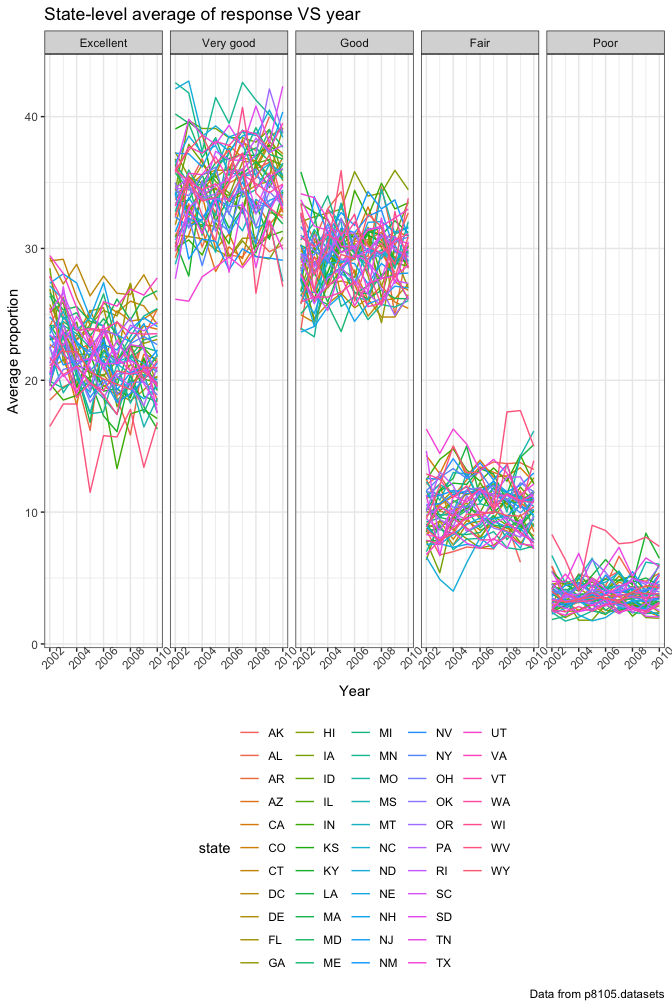 State-level average of response VS year
Excellent Very good Good Fair Poor
40
30
20
10
0
Average proportion
2002 2004 2006 2008 2010 2002 2004 2006 2008 2010 2002 2004 2006 2008 2010 2002 2004 2006 2008 2010 2002 2004 2006 2008 2010
Year
AK HI MI NV UT
AL IA MN NY VA
AR ID MO OH VT
AZ IL MS OK WA
CA IN MT OR WI
state CO KS NC PA WV
CT KY ND RI WY
DC LA NE SC
DE MA NH SD
FL MD NJ TN
GA ME NM TX
Data from p8105.datasets